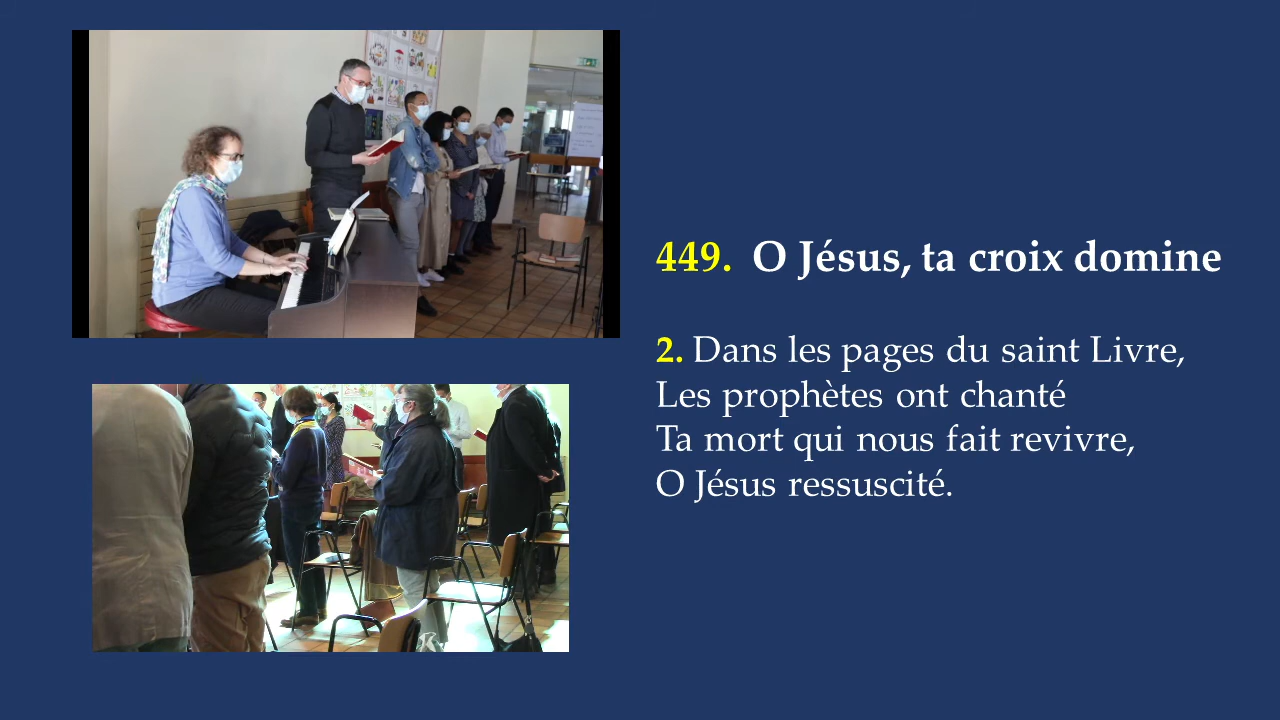 449. O Jésus, ta croix domine
2. Dans les pages du saint Livre,
Les prophètes ont chanté
Ta mort qui nous fait revivre,
O Jésus ressuscité.